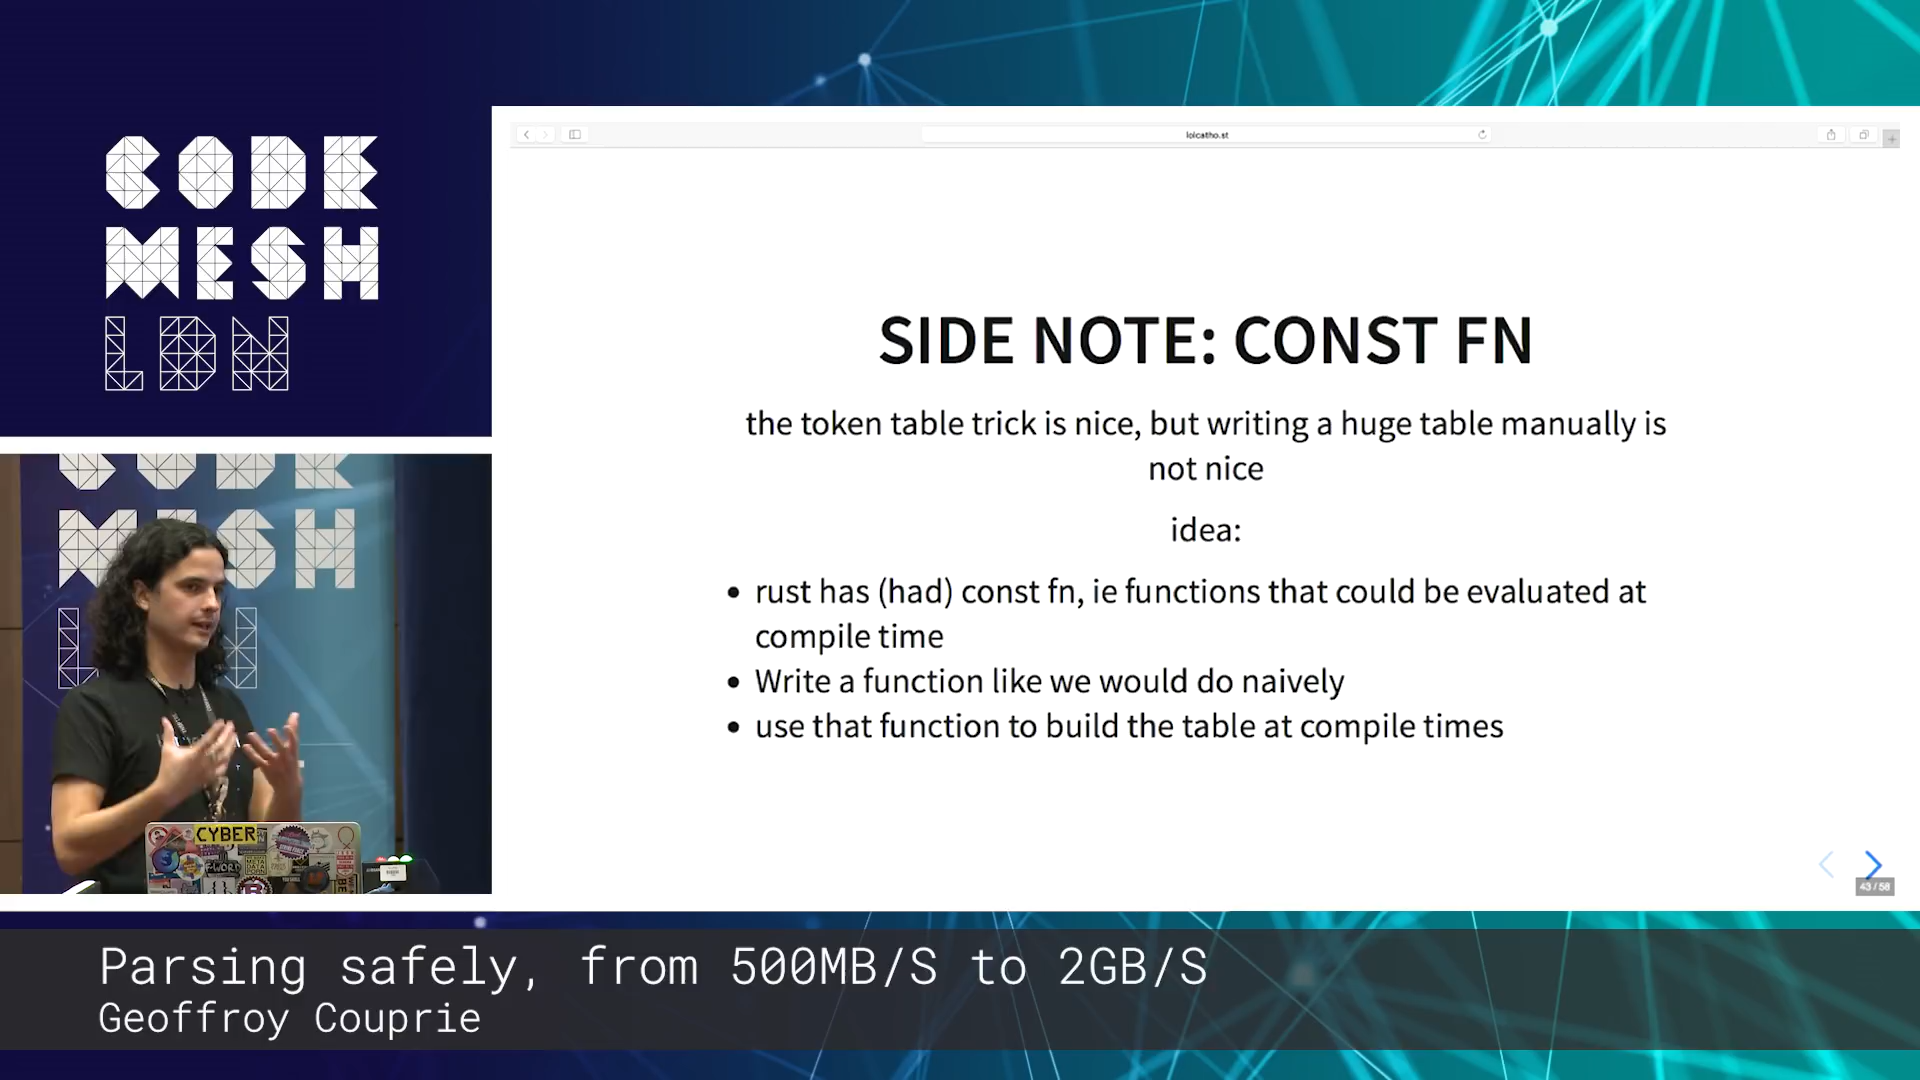 CODE
MESH
LDN
lolcatho.st
SIDE NOTE: CONST FN
the token table trick is nice, but writing a huge table manually is
not nice
idea:
• rust has (had) const fn, ie functions that could be evaluated at
compile time
• Write a function like we would do naively
• use that function to build the table at compile times
43 / 58
CODE
MESH
L N
CYBER
Parsing safely, from 500MB/S to 2GB/S
Geoffroy Couprie